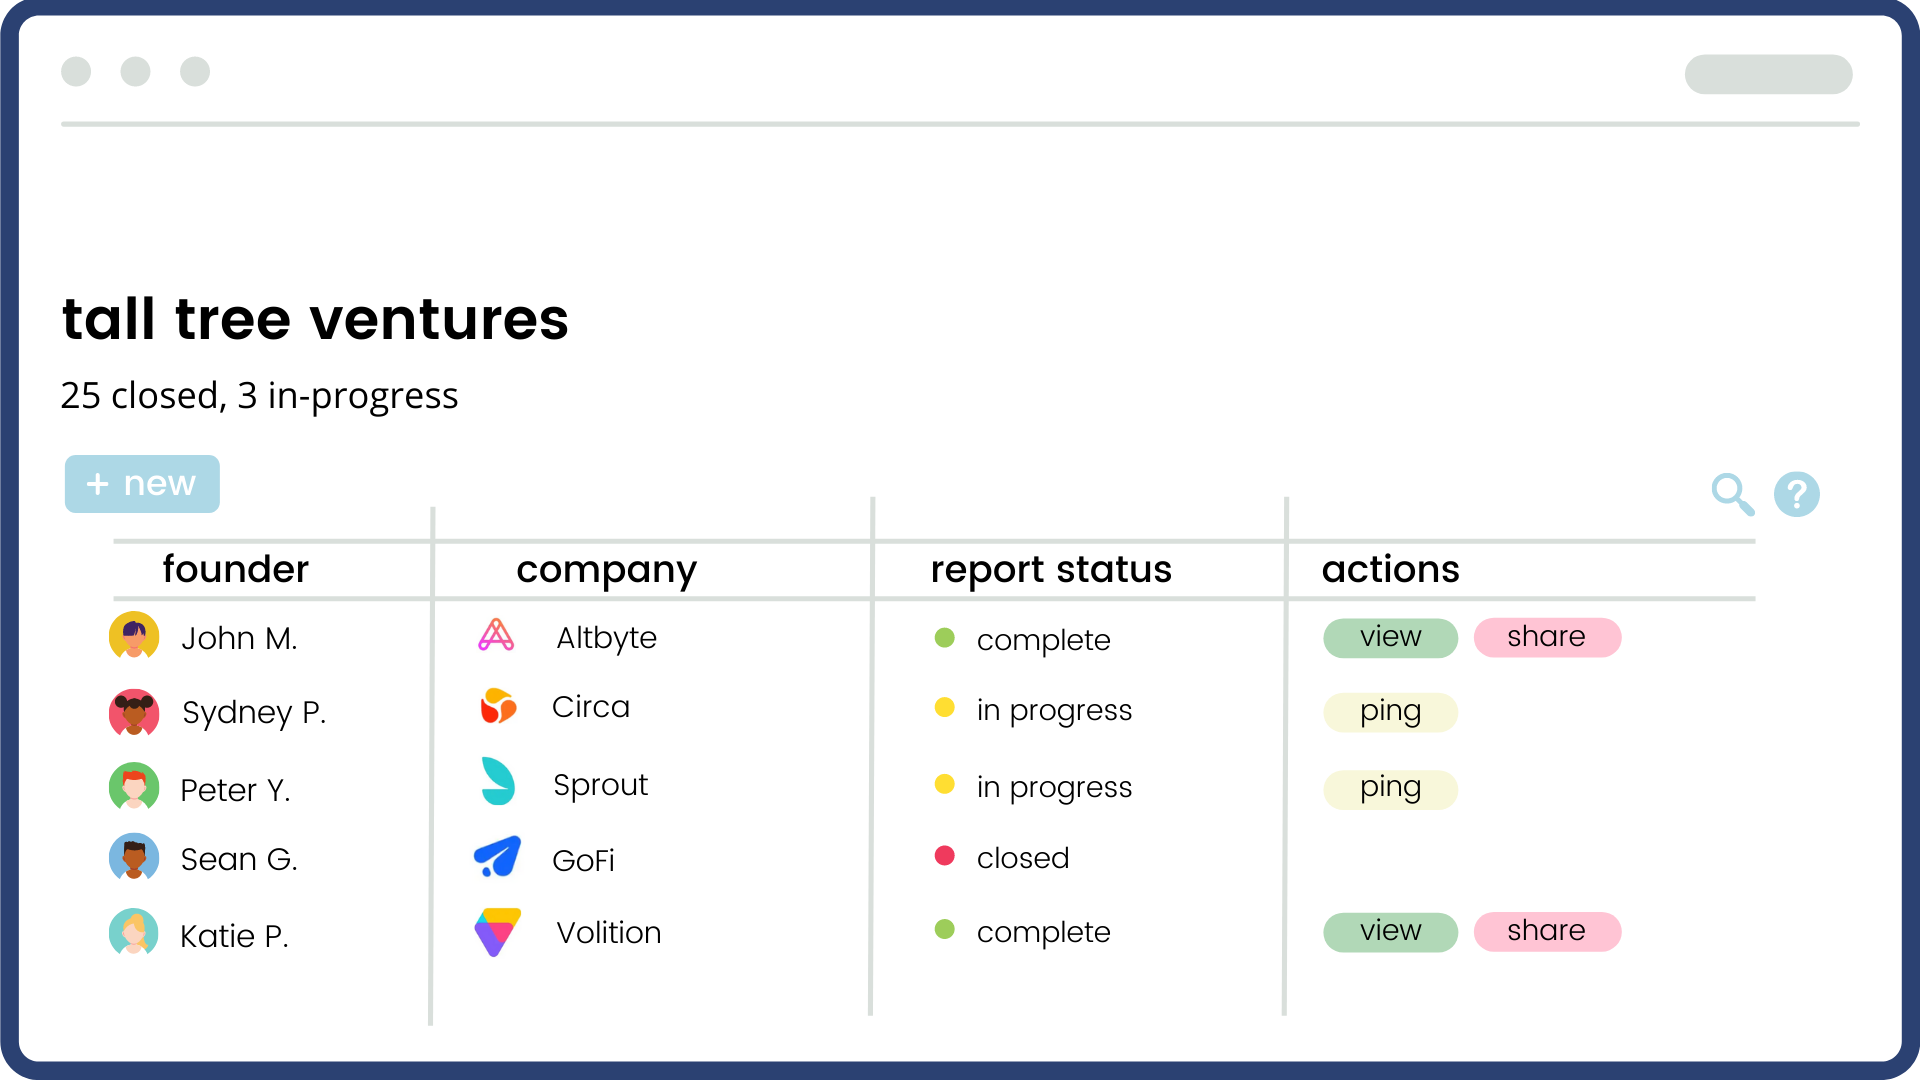 tall tree ventures
25 closed, 3 in-progress
+ new
?
founder company report status actions
John M. Altbyte complete view share
Sydney P. Circa in progress ping
Peter Y. Sprout in progress ping
Sean G. GoFi closed
Katie P. Volition complete view share